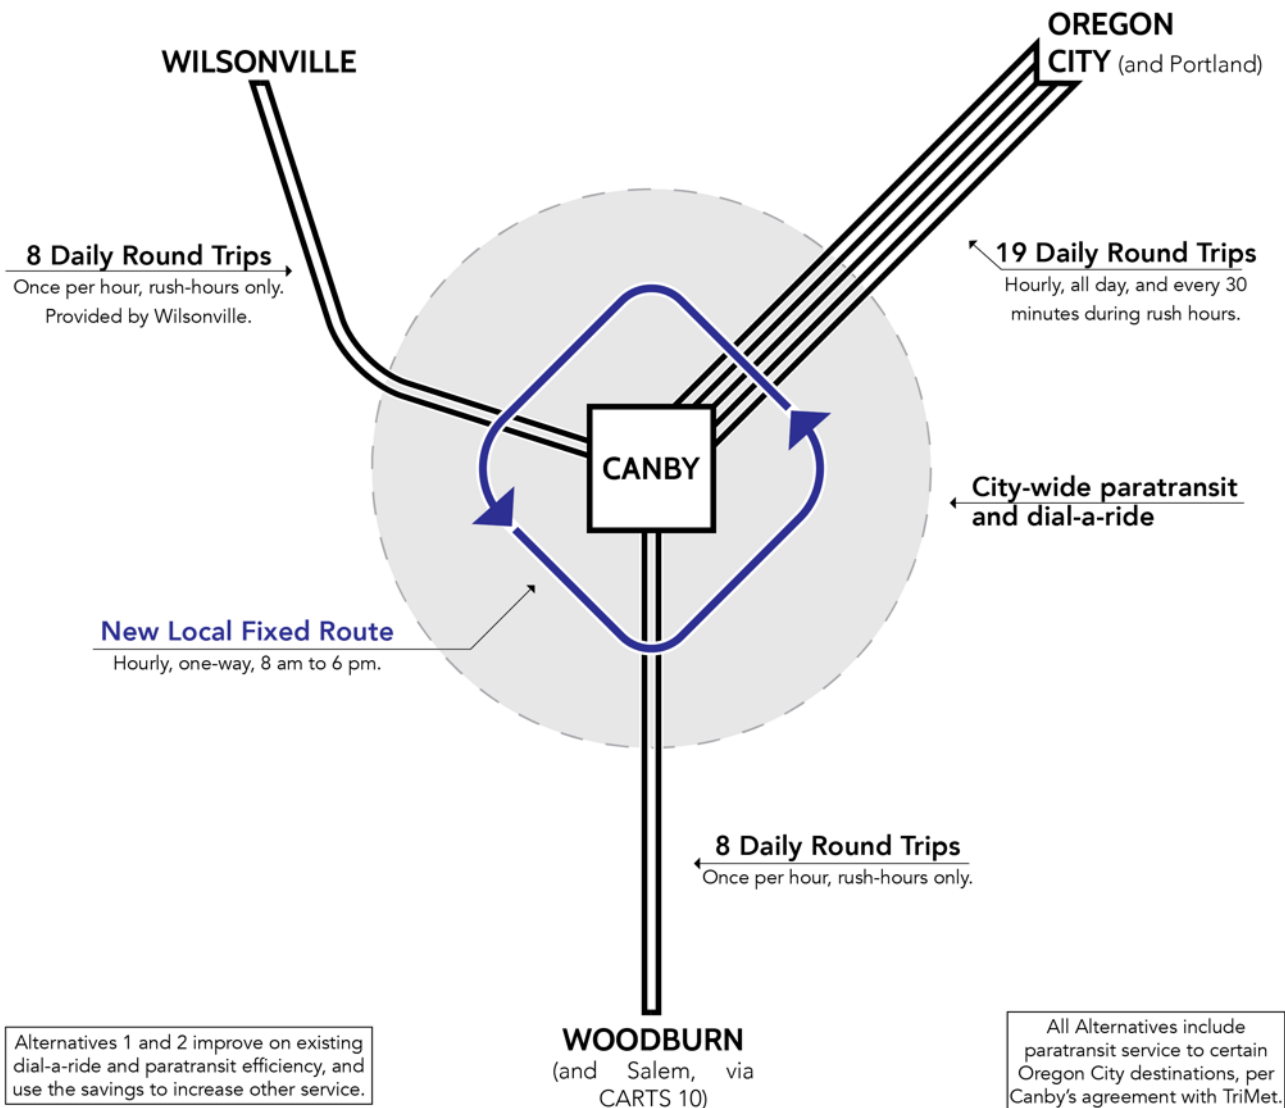 OREGON
CITY (and Portland)
WILSONVILLE
8 Daily Round Trips
Once per hour, rush-hours only.
Provided by Wilsonville.
19 Daily Round Trips
Hourly, all day, and every 30
minutes during rush hours.
CANBY
City-wide paratransit
and dial-a-ride
New Local Fixed Route
Hourly, one-way, 8 am to 6 pm.
8 Daily Round Trips
Once per hour, rush-hours only.
WOODBURN
(and Salem, via
CARTS 10)
Alternatives 1 and 2 improve on existing
dial-a-ride and paratransit efficiency, and
use the savings to increase other service.
All Alternatives include
paratransit service to certain
Oregon City destinations, per
Canby's agreement with TriMet.